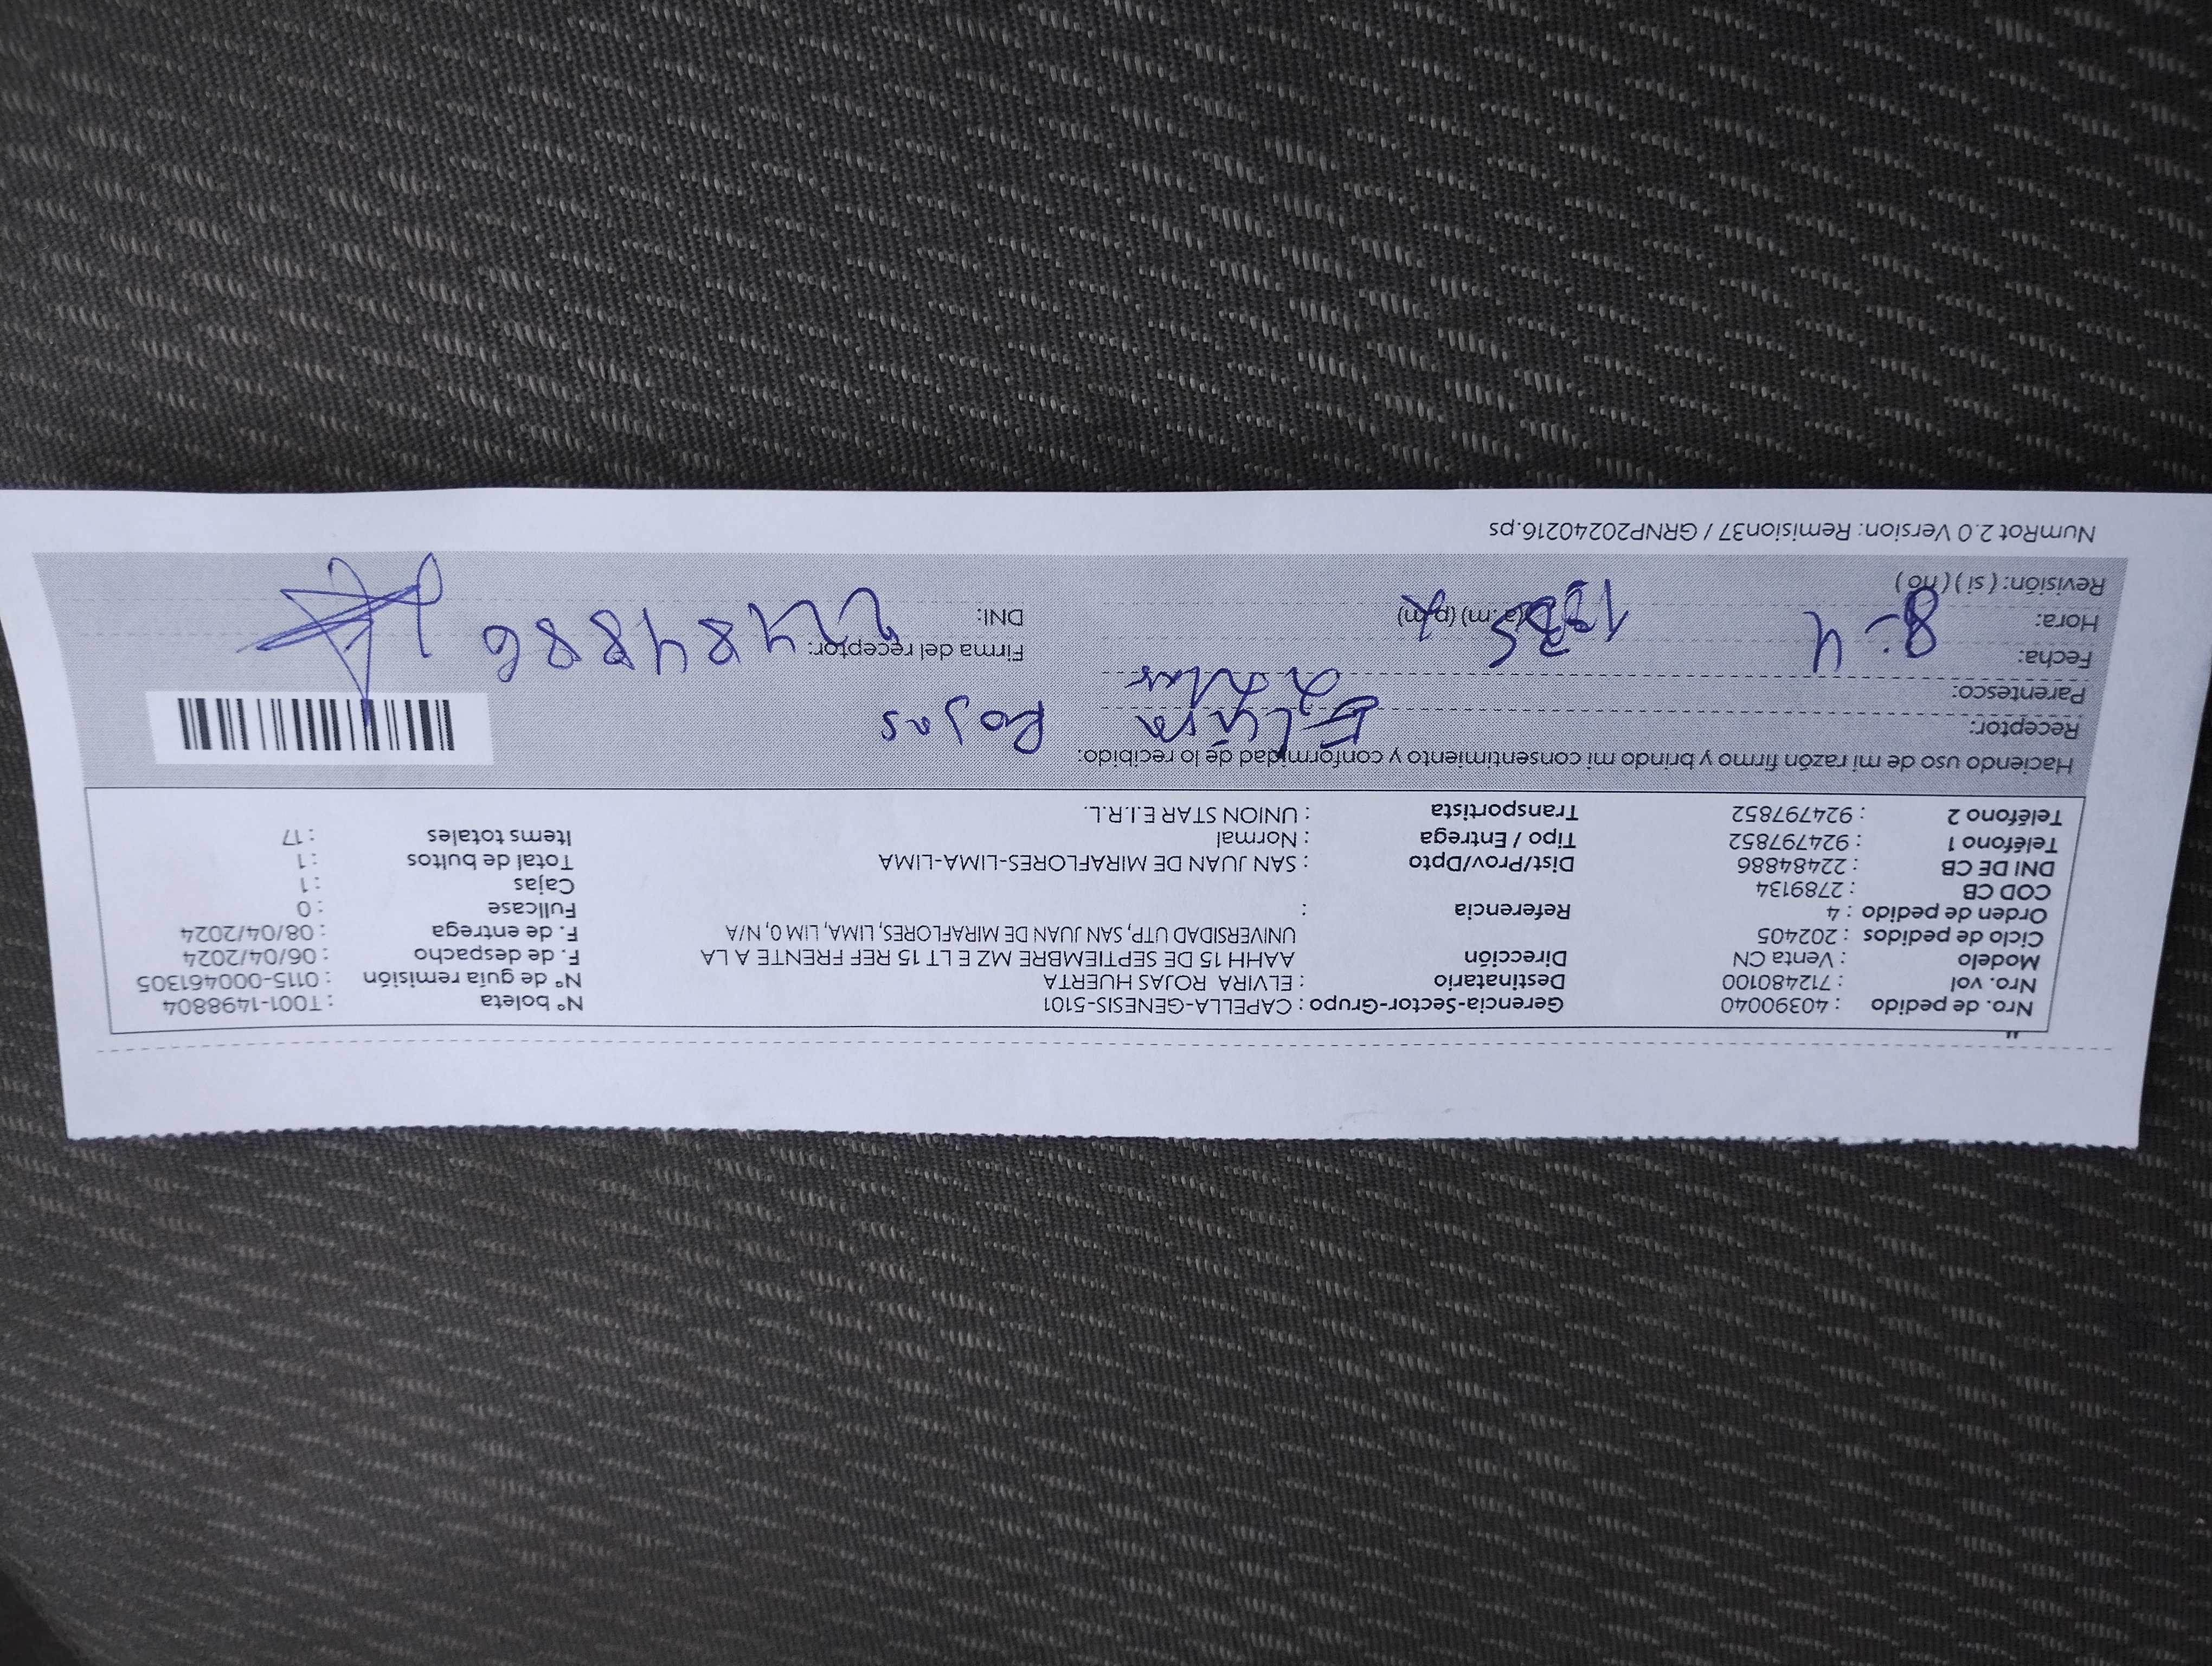 Nro. de pedido : 40390040 Gerencia-Sector-Grupo : CAPELLA-GENESIS-5101 N° boleta : T001-1498804
Nro. vol : 712480100 Destinatario : ELVIRA ROJAS HUERTA N° de guía remisión : 0115-000461305
Modelo : Venta CN Dirección AAHH 15 DE SEPTIEMBRE MZ E LT 15 REF FRENTE A LA F. de despacho : 06/04/2024
Ciclo de pedidos : 202405 UNIVERSIDAD UTP, SAN JUAN DE MIRAFLORES, LIMA, LIM 0, N/A F. de entrega : 08/04/2024
Orden de pedido : 4 Referencia : Fullcase : 0
COD CB : 2789134 Cajas : 1
DNI DE CB : 22484886 Dist/Prov/Dpto : SAN JUAN DE MIRAFLORES-LIMA-LIMA Total de bultos : 1
Teléfono 1 : 924797852 Tipo / Entrega : Normal Items totales : 17
Teléfono 2 : 924797852 Transportista : UNION STAR E.I.R.L.
Haciendo uso de mi razón firmo y brindo mi consentimiento y conformidad de lo recibido:
Receptor: Elvira Rojas
Parentesco:
Fecha: 8-4 Firma del receptor: 22484886
Hora: (a. m) (p. m) DNI:
Revisión: ( si ) ( no )
NumRot 2.0 Version: Remision37 / GRNP20240216.ps